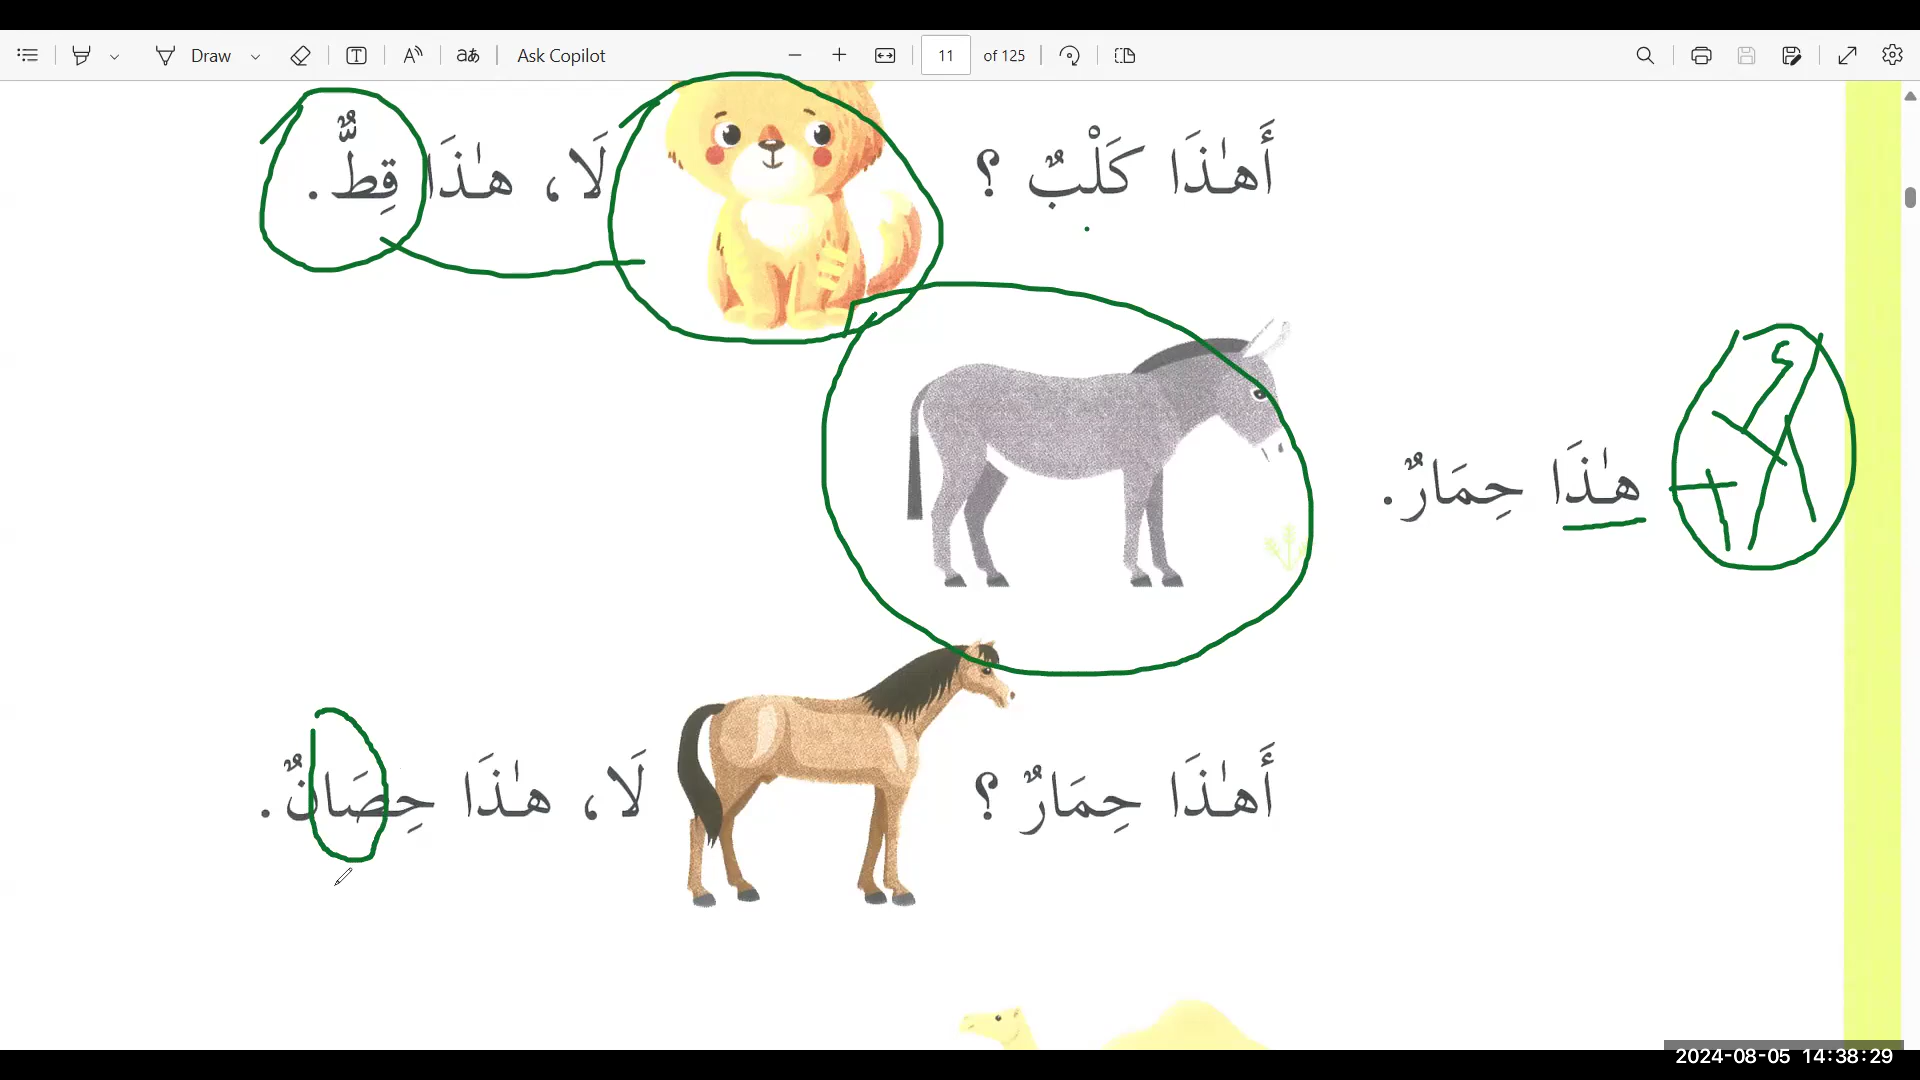 Draw Ask Copilot 11 of 125
أَهٰذَا كَلْبٌ ؟ لَا، هٰذَا قِطٌّ.
هٰذَا حِمَارٌ.
أَهٰذَا حِمَارٌ ؟ لَا، هٰذَا حِصَانٌ.
2024-08-05 14:38:29